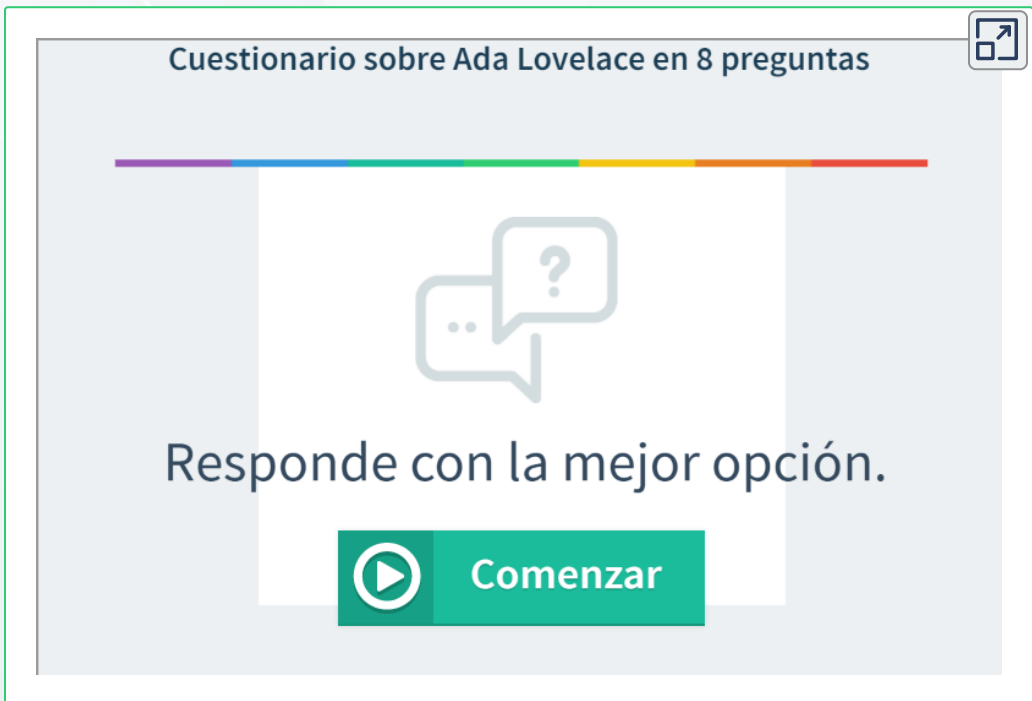 Cuestionario sobre Ada Lovelace en 8 preguntas
?
Responde con la mejor opción.
Comenzar